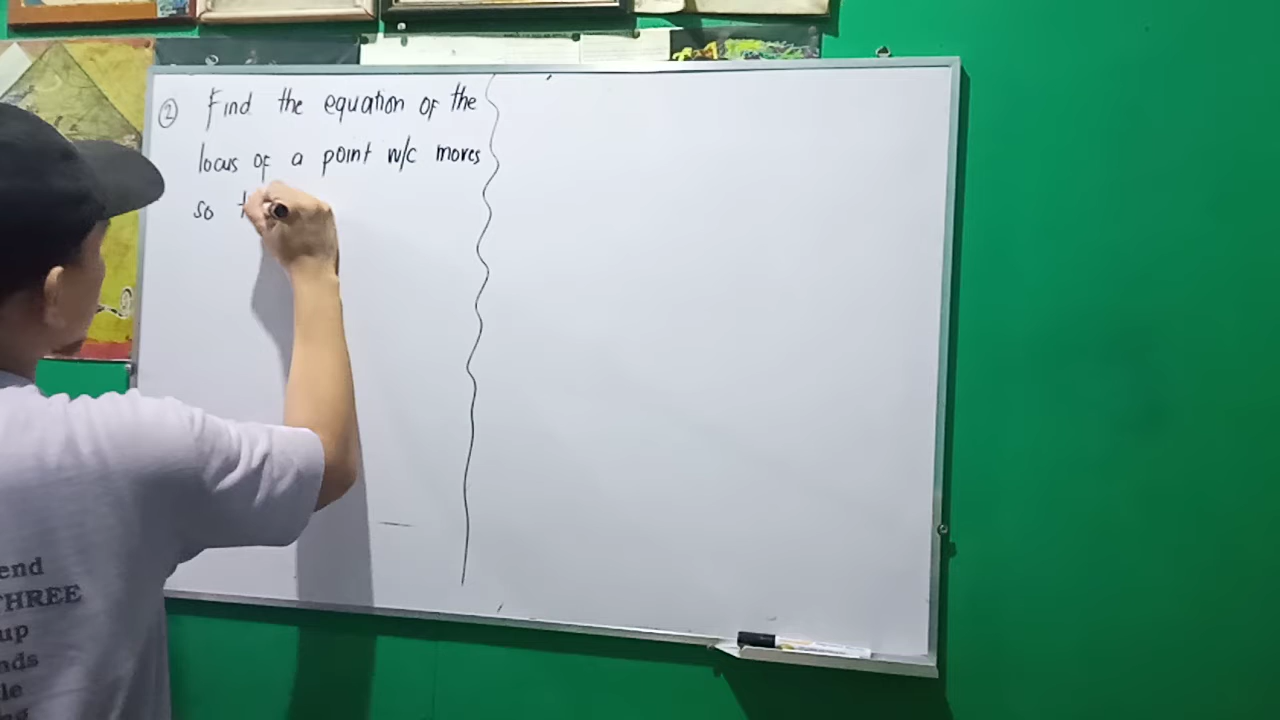 ② Find the equation of the
locus of a point w/c moves
so
end
THREE
up
nds
le